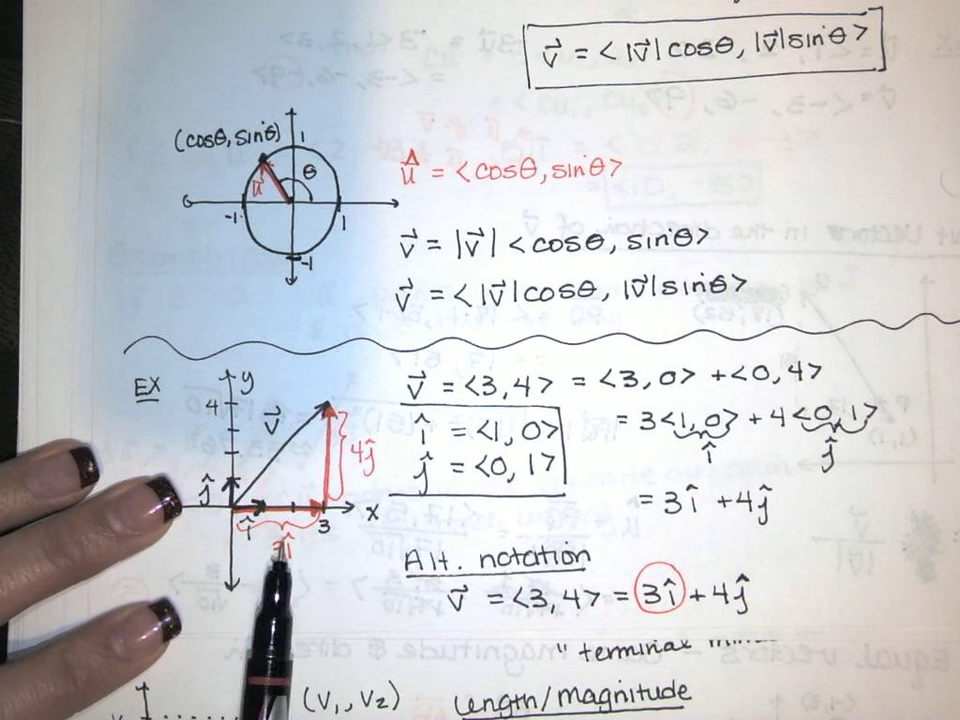 v⃗ = < |v⃗| cosθ, |v⃗| sinθ >
(cosθ, sinθ)
1
θ
u
-1
1
-1
û = < cosθ, sinθ >
v⃗ = |v⃗| < cosθ, sinθ >
v⃗ = < |v⃗| cosθ, |v⃗| sinθ >
EX
y
4
v⃗
4ĵ
ĵ
î
3
x
3î
v⃗ = <3, 4> = <3, 0> + <0, 4>
î = <1, 0>
ĵ = <0, 1>
= 3<1, 0> + 4<0, 1>
î ĵ
= 3î + 4ĵ
Alt. notation
v⃗ = <3, 4> = 3î + 4ĵ
" terminal
(V₁, V₂)
Length/magnitude